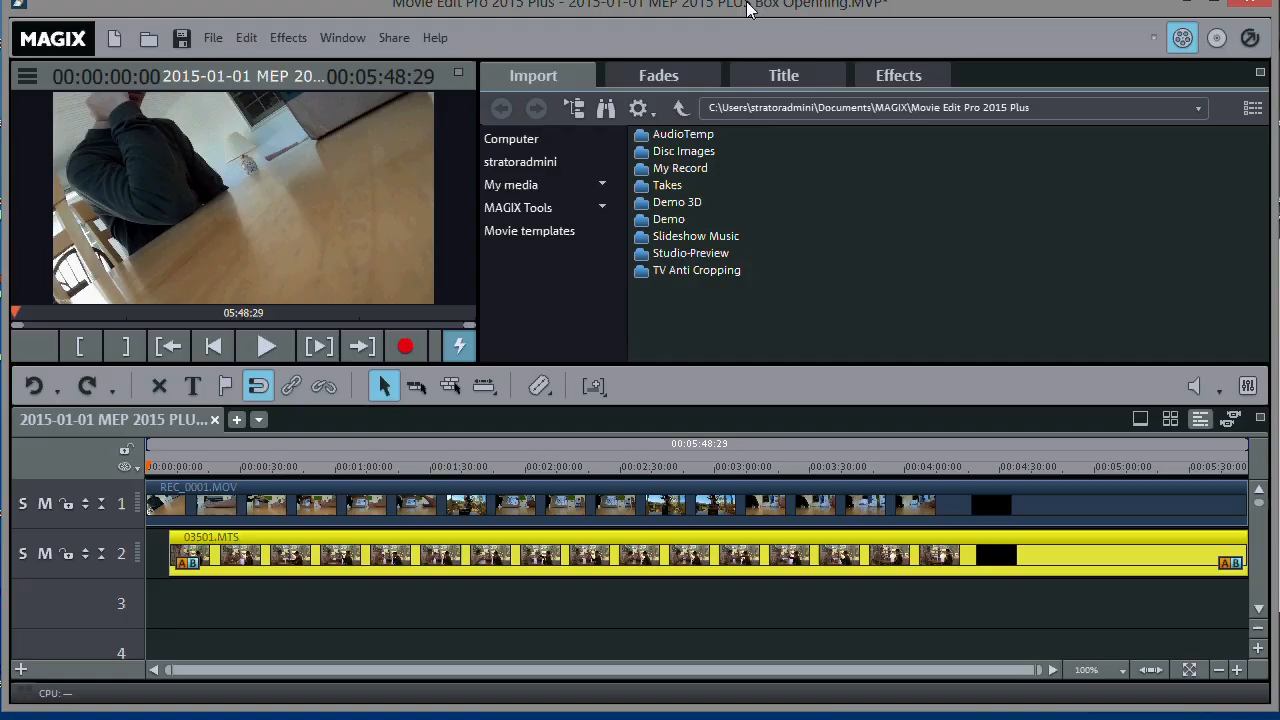 Movie Edit Pro 2015 Plus - 2015-01-01 MEP 2015 PLUS Box Openning.MVP*
MAGIX File Edit Effects Window Share Help
00:00:00:00 2015-01-01 MEP 20... 00:05:48:29
Import Fades Title Effects
C:\Users\stratoradmini\Documents\MAGIX\Movie Edit Pro 2015 Plus
Computer
stratoradmini
My media
MAGIX Tools
Movie templates
AudioTemp
Disc Images
My Record
Takes
Demo 3D
Demo
Slideshow Music
Studio-Preview
TV Anti Cropping
05:48:29
2015-01-01 MEP 2015 PLU...
00:05:48:29
00:00:00:00 00:00:30:00 00:01:00:00 00:01:30:00 00:02:00:00 00:02:30:00 00:03:00:00 00:03:30:00 00:04:00:00 00:04:30:00 00:05:00:00 00:05:30:00
REC_0001.MOV
S M 1
03501.MTS
S M 2
A B A B
3
4
100%
CPU: —